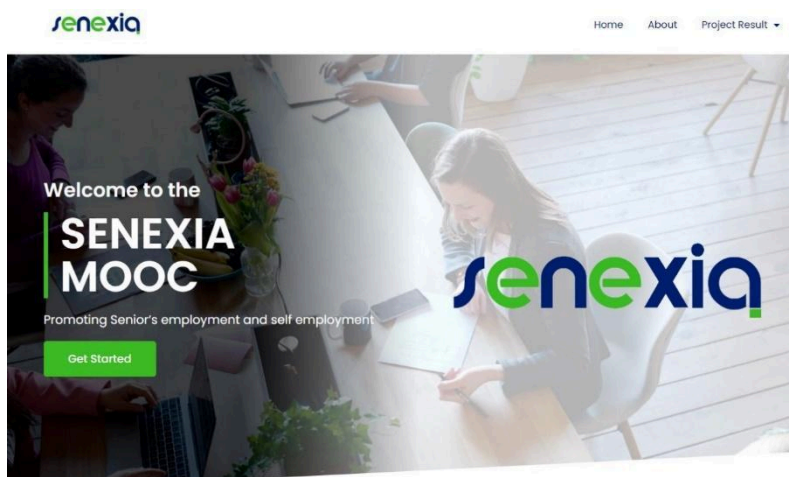 senexia
Home About Project Result
Welcome to the
SENEXIA
MOOC
Promoting Senior's employment and self employment
Get Started
senexia